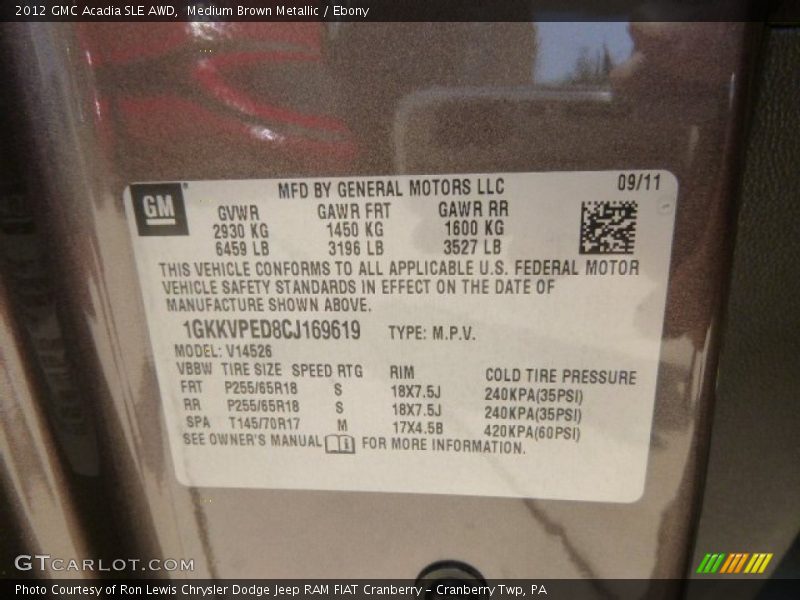 2012 GMC Acadia SLE AWD, Medium Brown Metallic / Ebony
MFD BY GENERAL MOTORS LLC 09/11
GM
GVWR GAWR FRT GAWR RR
2930 KG 1450 KG 1600 KG
6459 LB 3196 LB 3527 LB
THIS VEHICLE CONFORMS TO ALL APPLICABLE U.S. FEDERAL MOTOR
VEHICLE SAFETY STANDARDS IN EFFECT ON THE DATE OF
MANUFACTURE SHOWN ABOVE.
1GKKVPED8CJ169619 TYPE: M.P.V.
MODEL: V14526
VBBW TIRE SIZE SPEED RTG RIM COLD TIRE PRESSURE
FRT P255/65R18 S 18X7.5J 240KPA(35PSI)
RR P255/65R18 S 18X7.5J 240KPA(35PSI)
SPA T145/70R17 M 17X4.5B 420KPA(60PSI)
SEE OWNER'S MANUAL FOR MORE INFORMATION.
GTCARLOT.COM
Photo Courtesy of Ron Lewis Chrysler Dodge Jeep RAM FIAT Cranberry - Cranberry Twp, PA